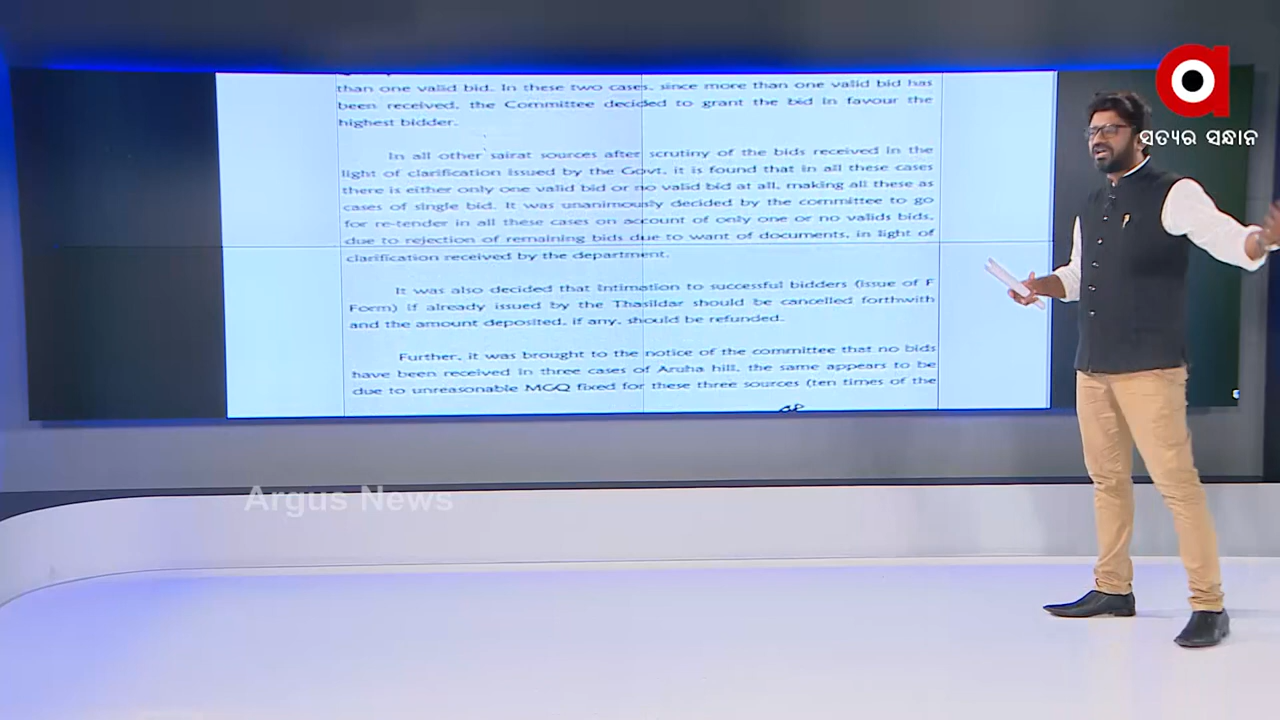 than one valid bid. In these two cases, since more than one valid bid has
been received, the Committee decided to grant the bid in favour the
highest bidder.
In all other sairat sources after scrutiny of the bids received in the
light of clarification issued by the Govt. it is found that in all these cases
there is either only one valid bid or no valid bid at all, making all these as
cases of single bid. It was unanimously decided by the committee to go
for re-tender in all these cases on account of only one or no valids bids,
due to rejection of remaining bids due to want of documents, in light of
clarification received by the department.
It was also decided that intimation to successful bidders (issue of F
Form) if already issued by the Thasildar should be cancelled forthwith
and the amount deposited, if any, should be refunded.
Further, it was brought to the notice of the committee that no bids
have been received in three cases of Aruha hill, the same appears to be
due to unreasonable MGQ fixed for these three sources (ten times of the
ସତ୍ୟର ସନ୍ଧାନ
Argus News